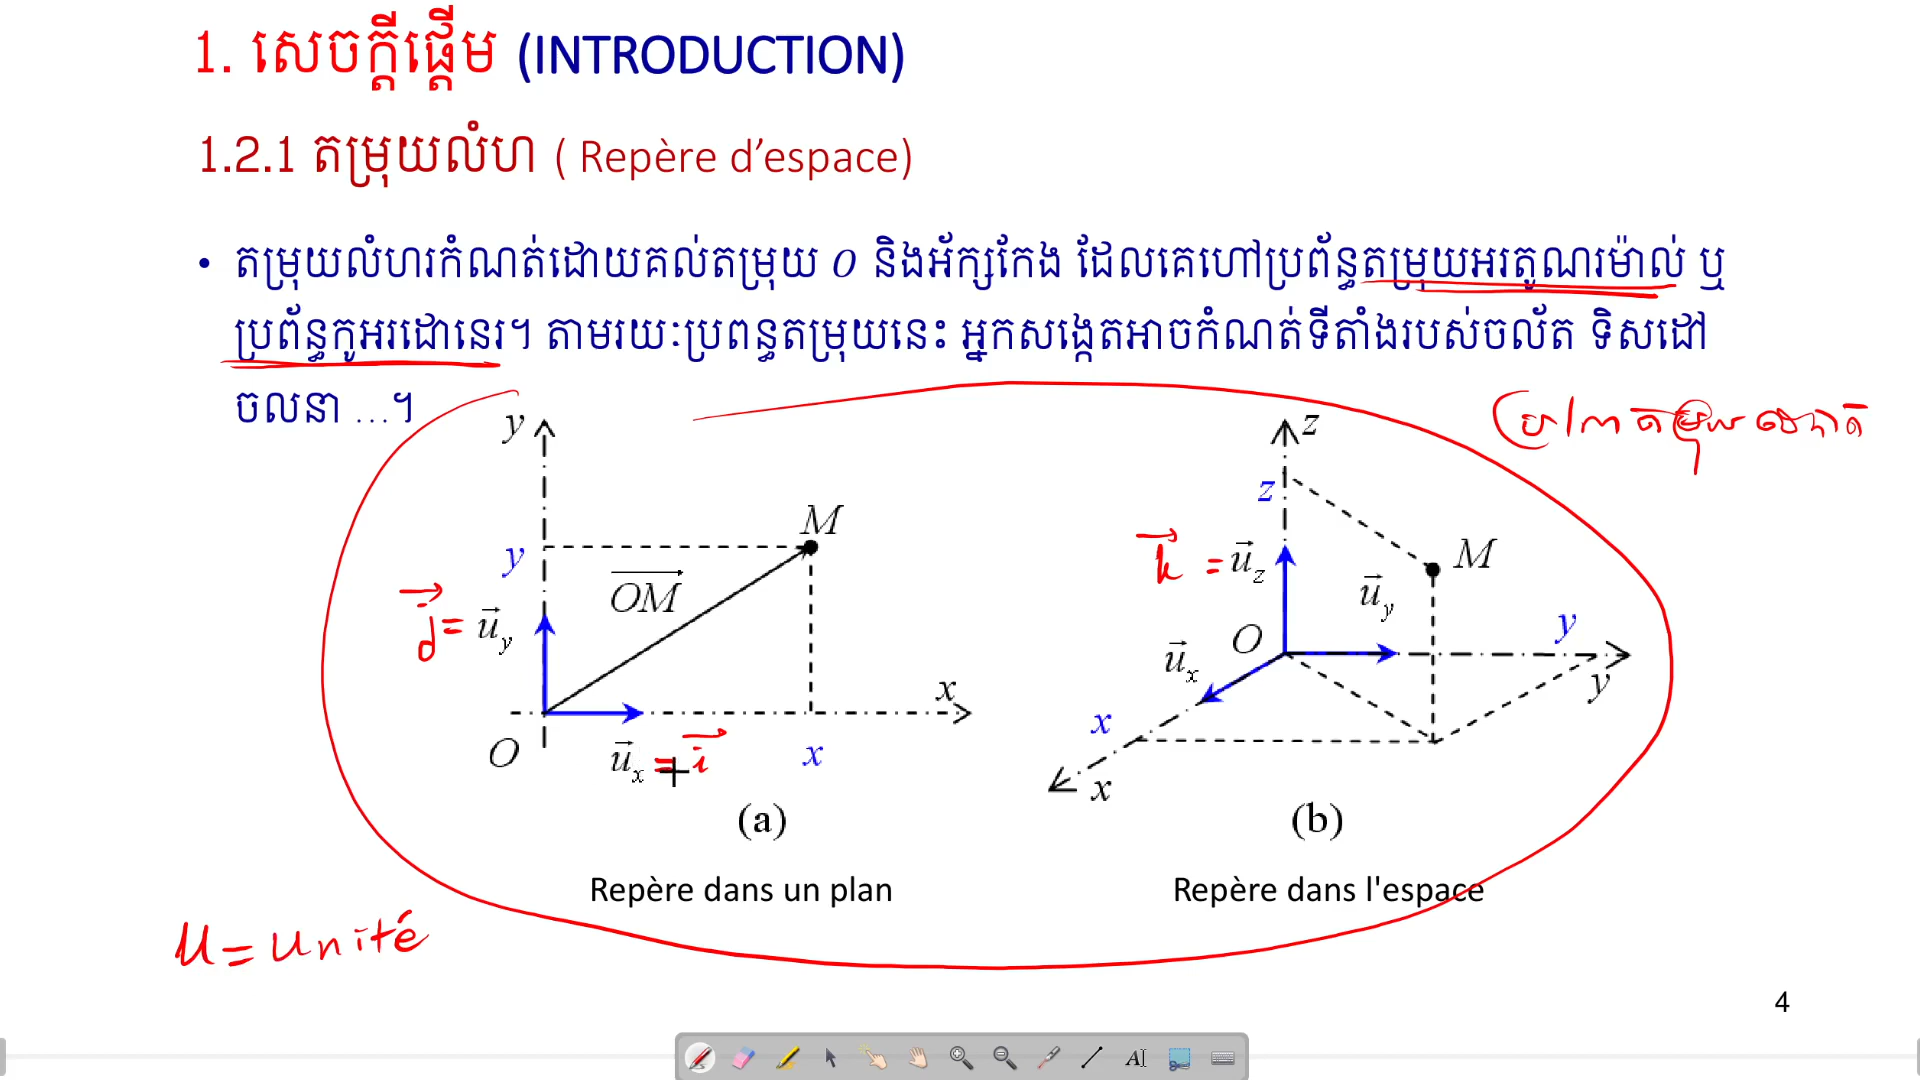 1. សេចក្ដីផ្ដើម (INTRODUCTION)
1.2.1 តម្រុយលំហ ( Repère d’espace)
• តម្រុយលំហរកំណត់ដោយគល់តម្រុយ O និងអ័ក្សកែង ដែលគេហៅប្រព័ន្ធតម្រុយអរតូណរម៉ាល់ ឬ
ប្រព័ន្ធកូអរដោនេរ។ តាមរយៈប្រពន្ធតម្រុយនេះ អ្នកសង្កេតអាចកំណត់ទីតាំងរបស់ចល័ត ទិសដៅ
ចលនា ...។
y
M
y
OM
j = u_y
x
O
u_x = i
x
(a)
Repère dans un plan
z
z
M
k = u_z
u_y
O
y
u_x
y
x
x
(b)
Repère dans l'espace
u = unité
4
AI